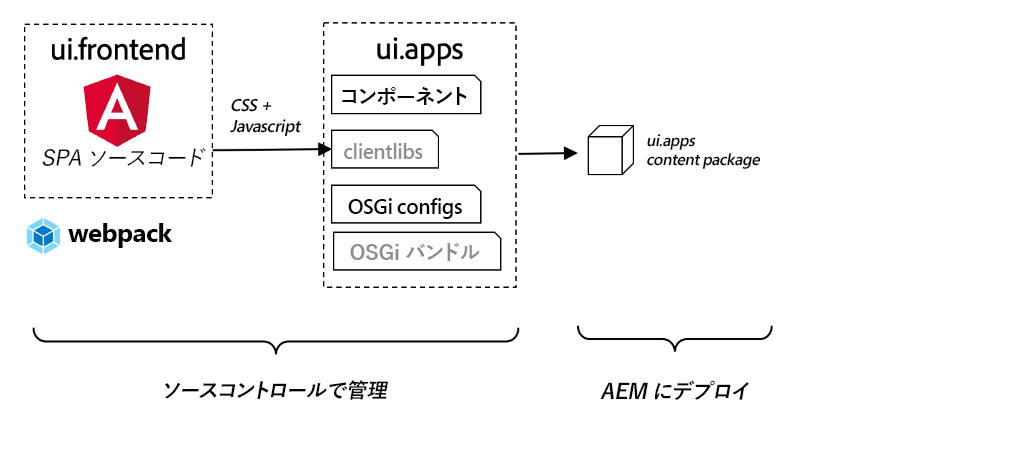 ui.frontend
A
SPA ソースコード
webpack
CSS +
Javascript
ui.apps
コンポーネント
clientlibs
OSGi configs
OSGi バンドル
ui.apps
content package
ソースコントロールで管理
AEM にデプロイ